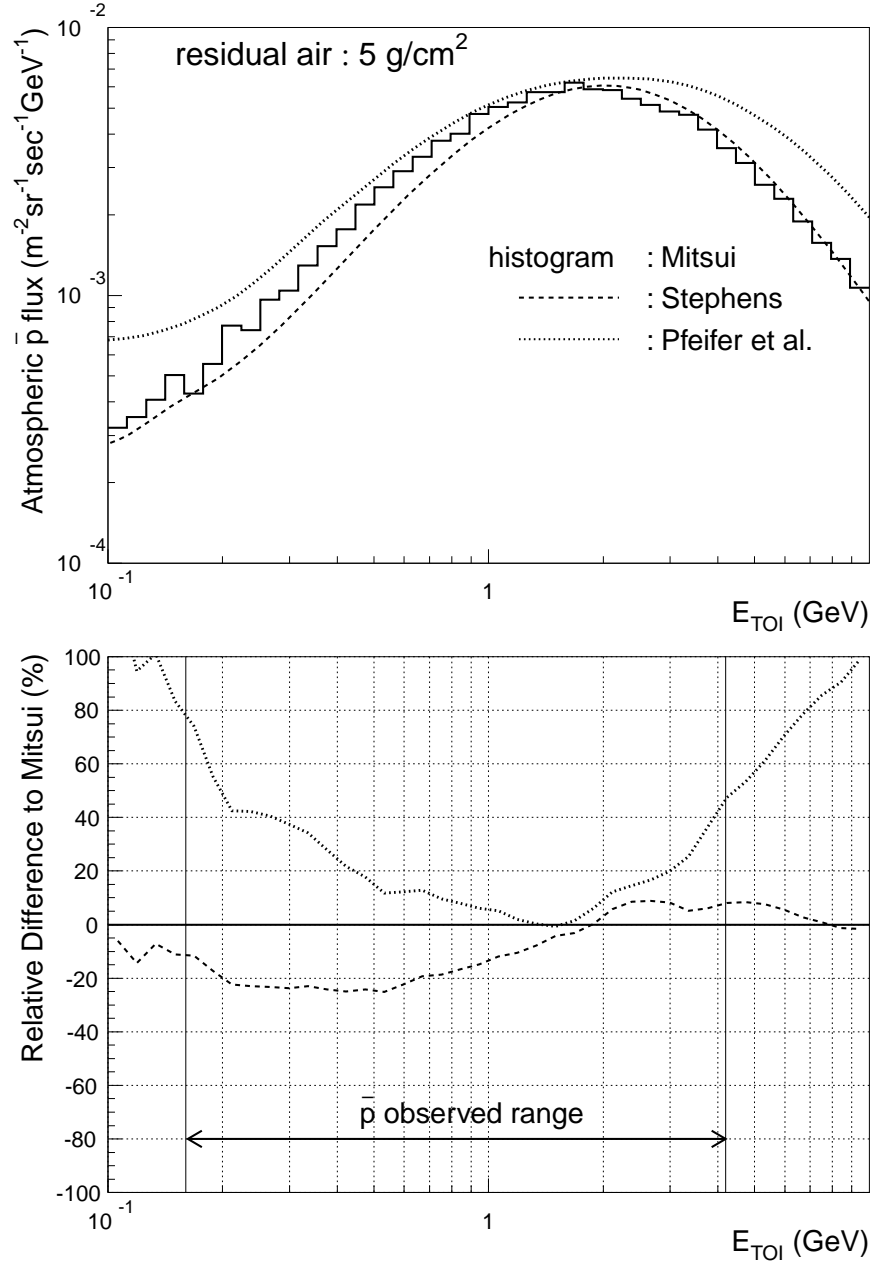 residual air : 5 g/cm²
Atmospheric p̄ flux (m⁻²sr⁻¹sec⁻¹GeV⁻¹)
10⁻²
10⁻³
10⁻⁴
histogram : Mitsui
: Stephens
: Pfeifer et al.
10⁻¹ 1
E_TOI (GeV)
Relative Difference to Mitsui (%)
100
80
60
40
20
0
-20
-40
-60
-80
-100
p̄ observed range
10⁻¹ 1
E_TOI (GeV)